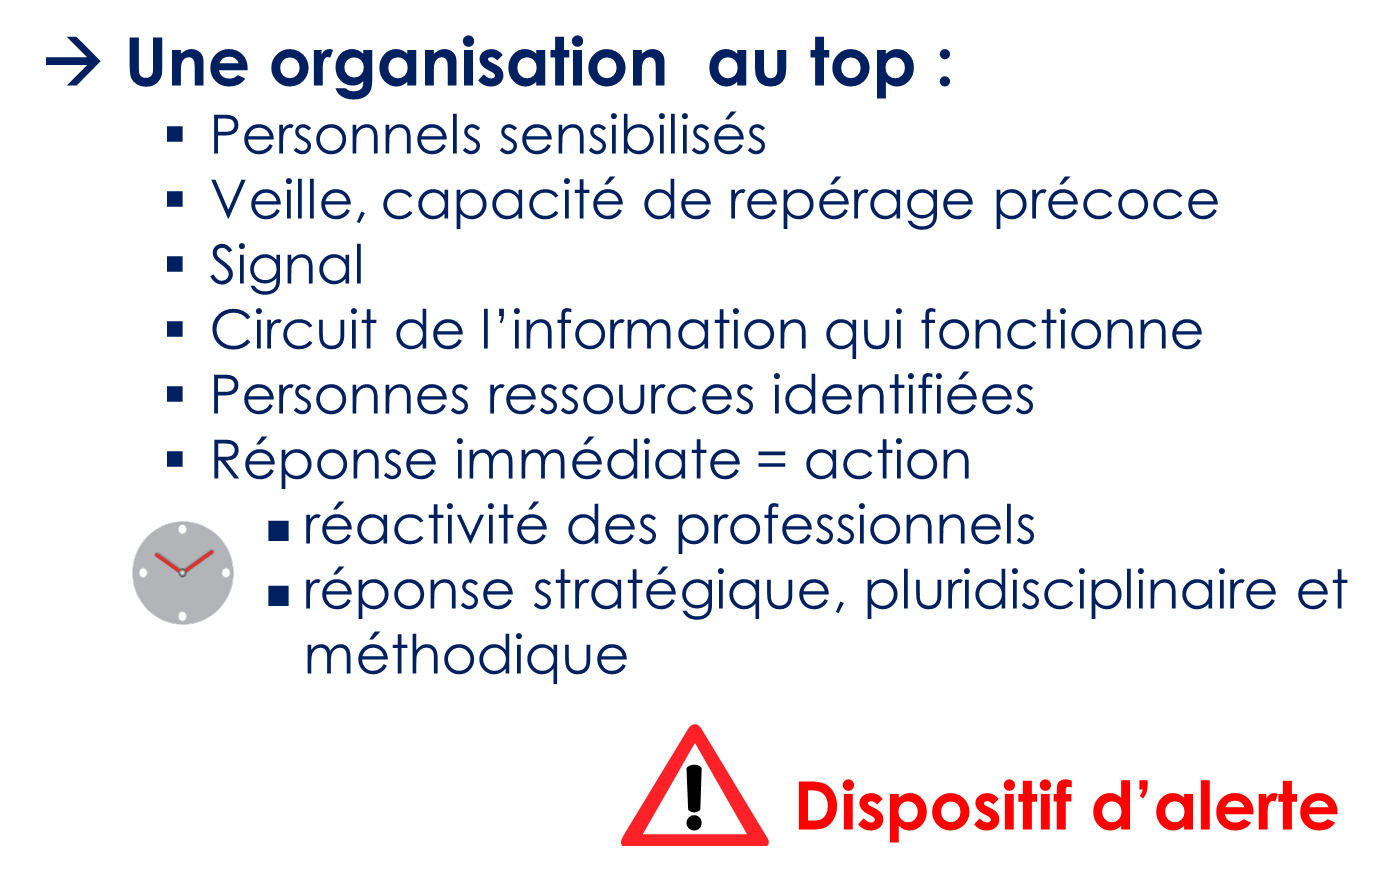 → Une organisation au top :
▪ Personnels sensibilisés
▪ Veille, capacité de repérage précoce
▪ Signal
▪ Circuit de l’information qui fonctionne
▪ Personnes ressources identifiées
▪ Réponse immédiate = action
■ réactivité des professionnels
■ réponse stratégique, pluridisciplinaire et
méthodique
! Dispositif d’alerte